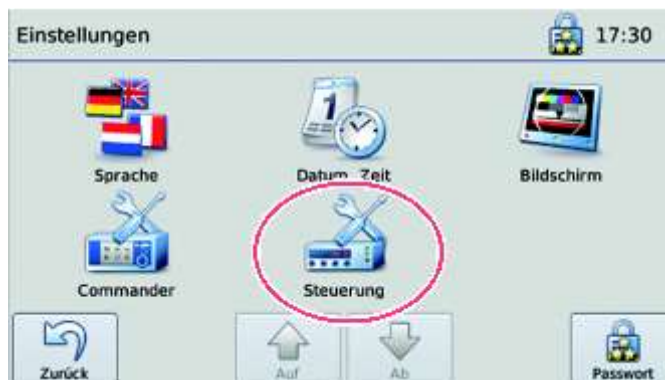 Einstellungen 17:30
Sprache Datum, Zeit Bildschirm
Commander Steuerung
Zurück Auf Ab Passwort